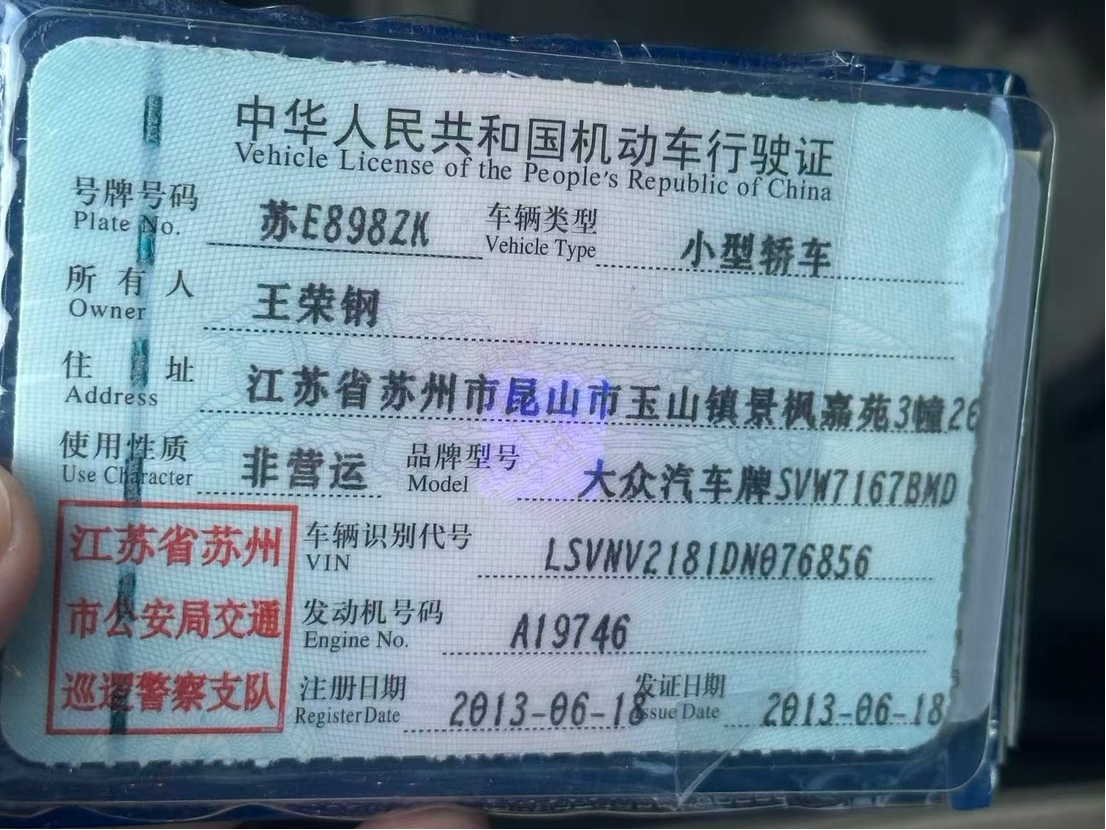 中华人民共和国机动车行驶证
Vehicle License of the People's Republic of China
号牌号码 苏E8982K 车辆类型 小型轿车
Plate No. Vehicle Type
所有人 王荣钢
Owner
住址 江苏省苏州市昆山市玉山镇景枫嘉苑3幢26
Address
使用性质 非营运 品牌型号 大众汽车牌SVW7167BMD
Use Character Model
江苏省苏州
市公安局交通
巡逻警察支队
车辆识别代号 LSVNV2181DN076856
VIN
发动机号码 A19746
Engine No.
注册日期 2013-06-18 发证日期 2013-06-18
Register Date Issue Date